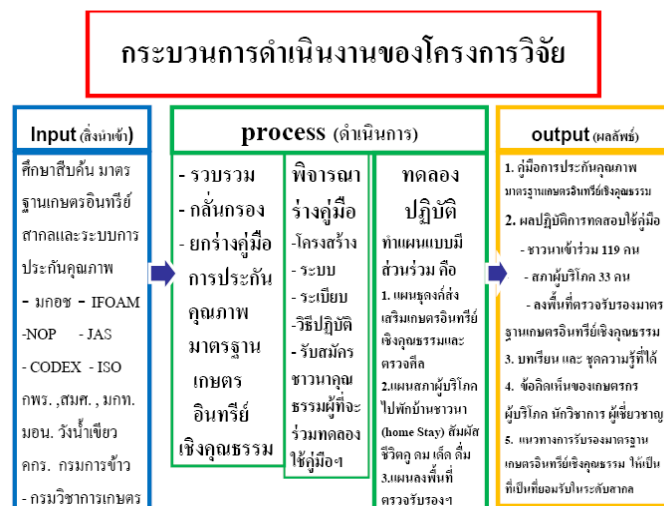 กระบวนการดำเนินงานของโครงการวิจัย
Input (สิ่งนำเข้า)
ศึกษาสืบค้น มาตร
ฐานเกษตรอินทรีย์
สากลและระบบการ
ประกันคุณภาพ
- มกอช - IFOAM
-NOP - JAS
- CODEX - ISO
กพร. ,สมศ. , มกท.
มอน. วังน้ำเขียว
คกร. กรมการข้าว
- กรมวิชาการเกษตร
process (ดำเนินการ)
- รวบรวม
- กลั่นกรอง
- ยกร่างคู่มือ
การประกัน
คุณภาพ
มาตรฐาน
เกษตร
อินทรีย์
เชิงคุณธรรม
พิจารณา
ร่างคู่มือ
-โครงสร้าง
- ระบบ
- ระเบียบ
-วิธีปฏิบัติ
- รับสมัคร
ชาวนาคุณ
ธรรมผู้ที่จะ
ร่วมทดลอง
ใช้คู่มือฯ
ทดลอง
ปฏิบัติ
ทำแผนแบบมี
ส่วนร่วม คือ
1. แผนธุดงค์ส่ง
เสริมเกษตรอินทรีย์
เชิงคุณธรรมและ
ตรวจศีล
2.แผนสภาผู้บริโภค
ไปพักบ้านชาวนา
(home Stay) สัมผัส
ชีวิตดู ดม เด็ด ดื่ม
3.แผนลงพื้นที่
ตรวจรับรองฯ
output (ผลลัพธ์)
1. คู่มือการประกันคุณภาพ
มาตรฐานเกษตรอินทรีย์เชิงคุณธรรม
2. ผลปฏิบัติการทดสอบใช้คู่มือ
- ชาวนาเข้าร่วม 119 คน
- สภาผู้บริโภค 33 คน
- ลงพื้นที่ตรวจรับรองมาตร
ฐานเกษตรอินทรีย์เชิงคุณธรรม
3. บทเรียน และ ชุดความรู้ที่ได้
4. ข้อคิดเห็นของเกษตรกร
ผู้บริโภค นักวิชาการ ผู้เชี่ยวชาญ
5. แนวทางการรับรองมาตรฐาน
เกษตรอินทรีย์เชิงคุณธรรม ให้เป็น
ที่เป็นที่ยอมรับในระดับสากล